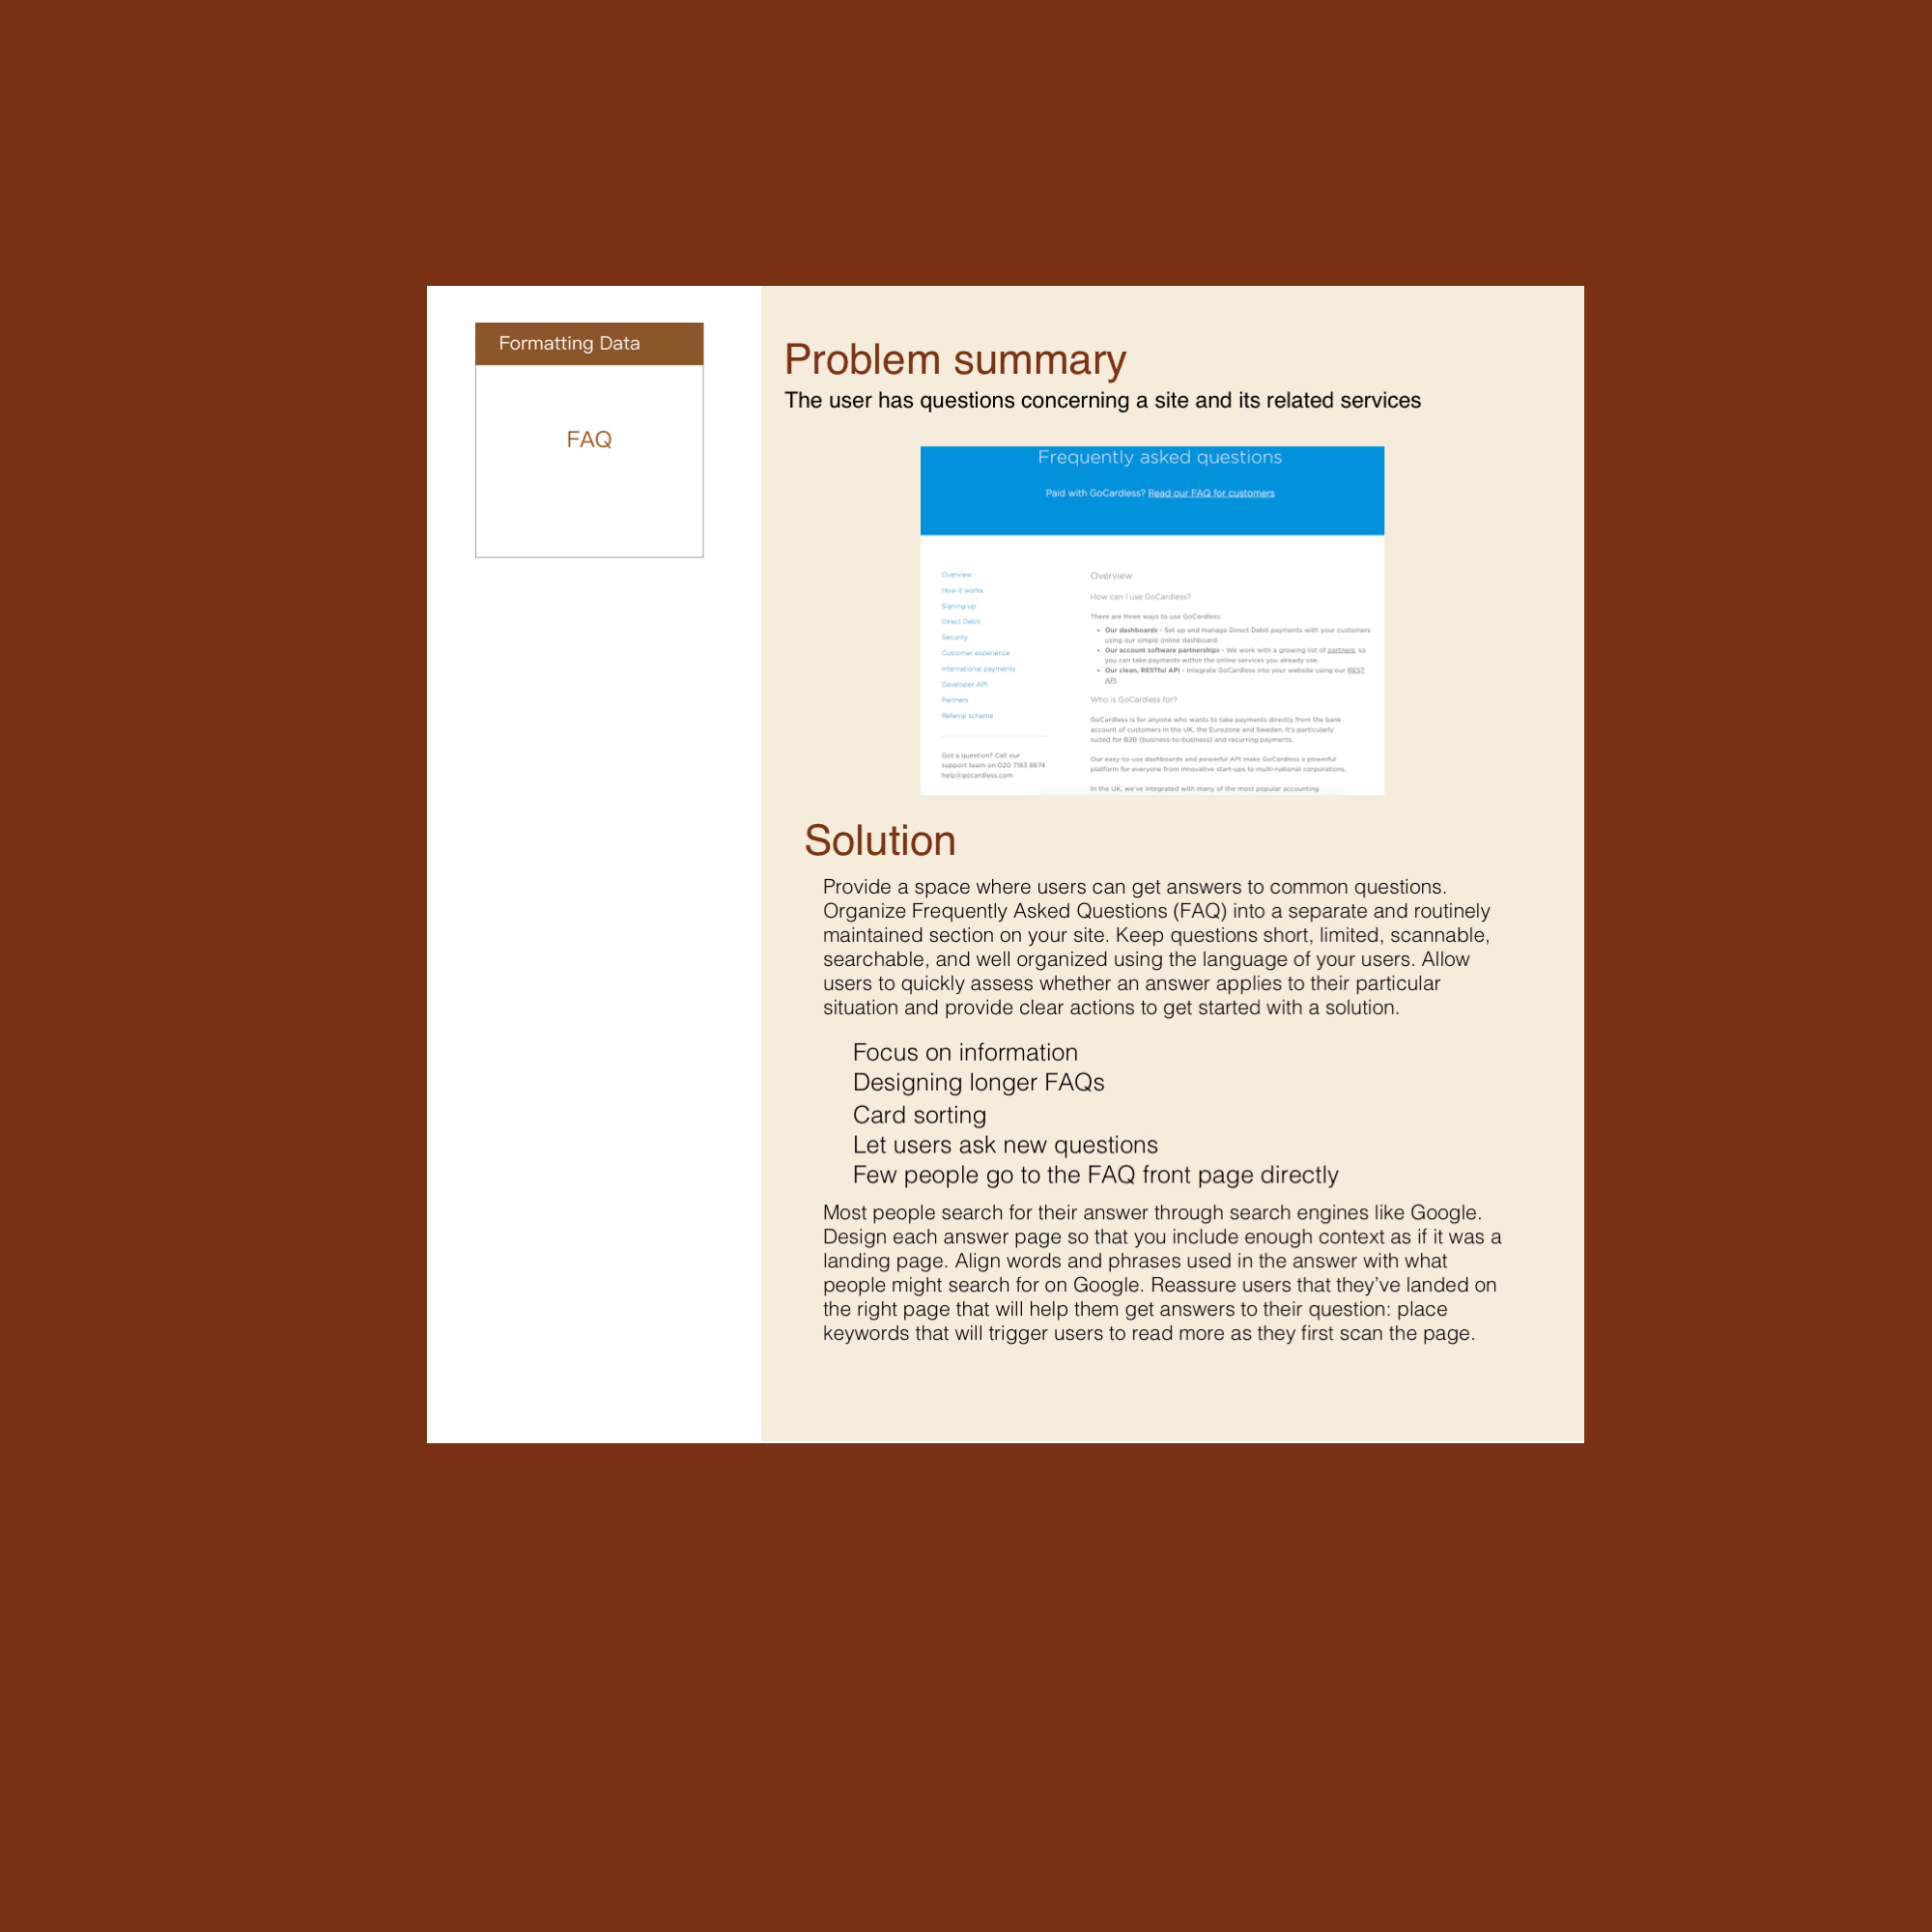 Formatting Data
FAQ
Problem summary
The user has questions concerning a site and its related services
Frequently asked questions
Paid with GoCardless? Read our FAQ for customers
Overview
How it works
Signing up
Direct Debit
Security
Customer experience
International payments
Developer API
Partners
Referral scheme
Got a question? Call our
support team on 020 7183 8674
help@gocardless.com
Overview
How can I use GoCardless?
There are three ways to use GoCardless:
• Our dashboards - Set up and manage Direct Debit payments with your customers
using our simple online dashboard.
• Our account software partnerships - We work with a growing list of partners, so
you can take payments within the online services you already use.
• Our clean, RESTful API - Integrate GoCardless into your website using our REST
API.
Who is GoCardless for?
GoCardless is for anyone who wants to take payments directly from the bank
account of customers in the UK, the Eurozone and Sweden. It's particularly
suited for B2B (business-to-business) and recurring payments.
Our easy-to-use dashboards and powerful API make GoCardless a powerful
platform for everyone from innovative start-ups to multi-national corporations.
In the UK, we've integrated with many of the most popular accounting
Solution
Provide a space where users can get answers to common questions.
Organize Frequently Asked Questions (FAQ) into a separate and routinely
maintained section on your site. Keep questions short, limited, scannable,
searchable, and well organized using the language of your users. Allow
users to quickly assess whether an answer applies to their particular
situation and provide clear actions to get started with a solution.
Focus on information
Designing longer FAQs
Card sorting
Let users ask new questions
Few people go to the FAQ front page directly
Most people search for their answer through search engines like Google.
Design each answer page so that you include enough context as if it was a
landing page. Align words and phrases used in the answer with what
people might search for on Google. Reassure users that they’ve landed on
the right page that will help them get answers to their question: place
keywords that will trigger users to read more as they first scan the page.